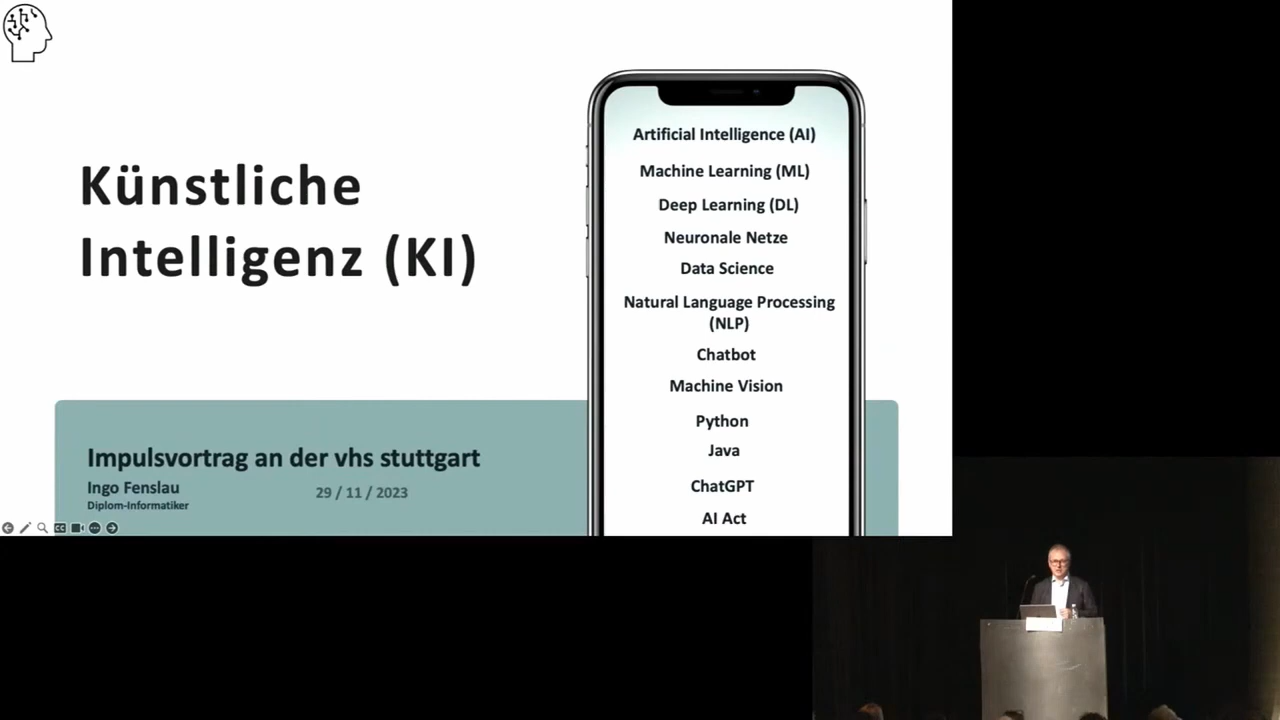 Künstliche
Intelligenz (KI)
Impulsvortrag an der vhs stuttgart
Ingo Fenslau
29 / 11 / 2023
Diplom-Informatiker
Artificial Intelligence (AI)
Machine Learning (ML)
Deep Learning (DL)
Neuronale Netze
Data Science
Natural Language Processing
(NLP)
Chatbot
Machine Vision
Python
Java
ChatGPT
AI Act
CC